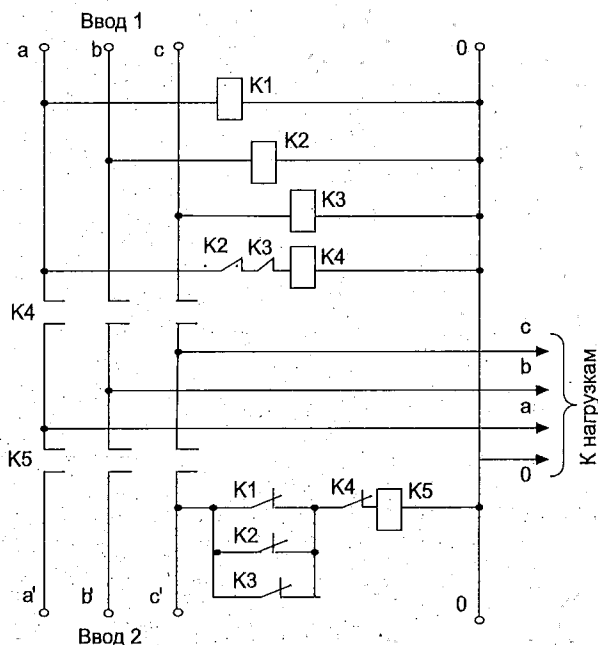 Ввод 1
a b c 0
K1
K2
K3
K2 K3 K4
K4
c
b
a
0
К нагрузкам
K5
K1 K4 K5
K2
K3
a' b' c' 0
Ввод 2